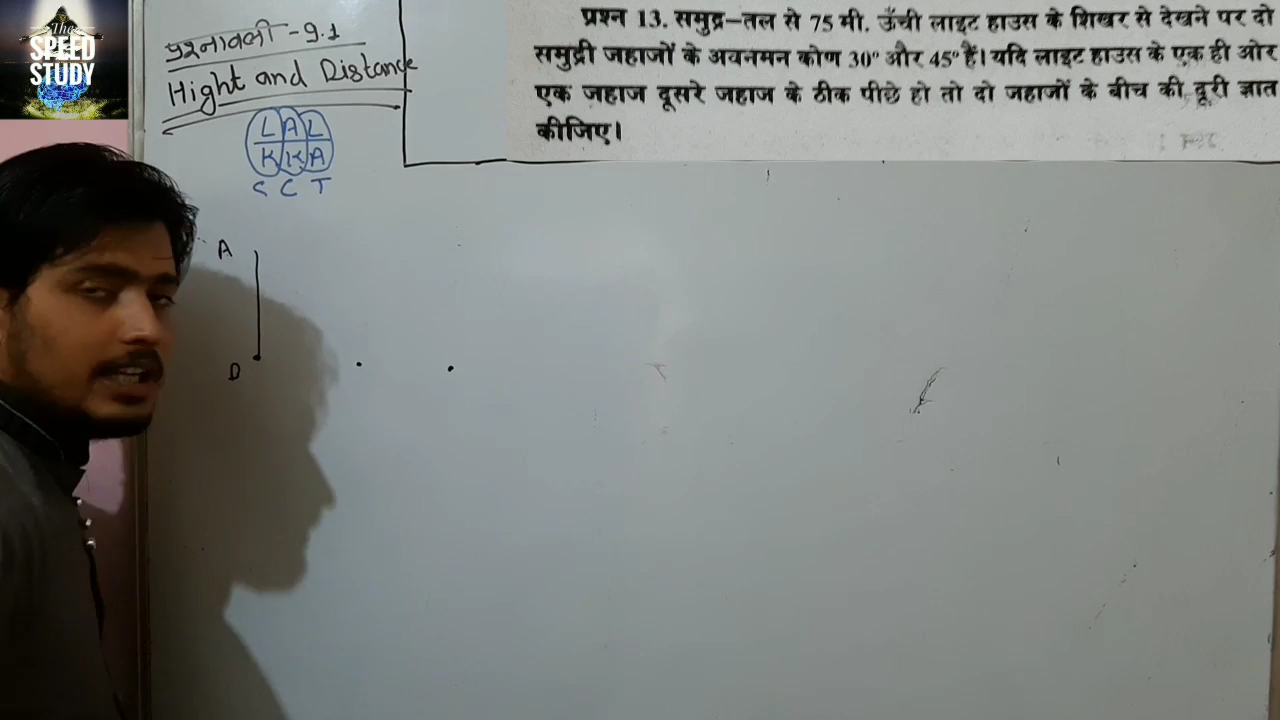 The
SPEED
STUDY
प्रश्नावली - 9.1
Hight and Distance
L A L
K K A
S C T
प्रश्न 13. समुद्र-तल से 75 मी. ऊँची लाइट हाउस के शिखर से देखने पर दो
समुद्री जहाजों के अवनमन कोण 30° और 45° हैं। यदि लाइट हाउस के एक ही ओर
एक जहाज दूसरे जहाज के ठीक पीछे हो तो दो जहाजों के बीच की दूरी ज्ञात
कीजिए।
A
D